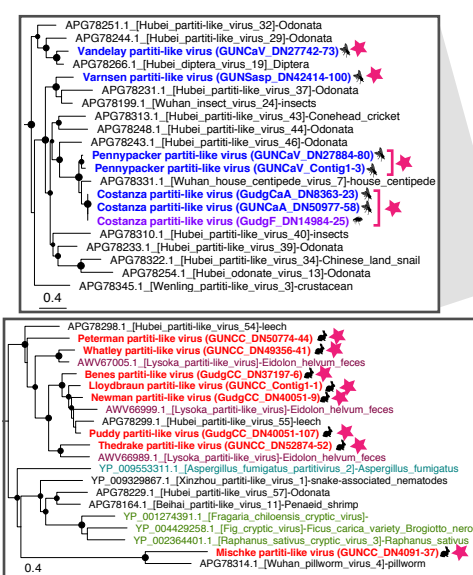 APG78251.1_[Hubei_partiti-like_virus_32]-Odonata
APG78244.1_[Hubei_partiti-like_virus_29]-Odonata
Vandelay partiti-like virus (GUNCaV_DN27742-73)
APG78266.1_[Hubei_diptera_virus_19]_Diptera
Varnsen partiti-like virus (GUNSasp_DN42414-100)
APG78231.1_[Hubei_partiti-like_virus_37]-Odonata
APG78199.1_[Wuhan_insect_virus_24]-insects
APG78313.1_[Hubei_partiti-like_virus_43]-Conehead_cricket
APG78248.1_[Hubei_partiti-like_virus_44]-Odonata
APG78243.1_[Hubei_partiti-like_virus_46]-Odonata
Pennypacker partiti-like virus (GUNCaV_DN27884-80)
Pennypacker partiti-like virus (GUNCaV_Contig1-3)
APG78331.1_[Wuhan_house_centipede_virus_7]-house_centipede
Costanza partiti-like virus (GudgCaA_DN8363-23)
Costanza partiti-like virus (GUNCaA_DN50977-58)
Costanza partiti-like virus (GudgF_DN14984-25)
APG78310.1_[Hubei_partiti-like_virus_40]-insects
APG78233.1_[Hubei_partiti-like_virus_39]-Odonata
APG78322.1_[Hubei_partiti-like_virus_34]-Chinese_land_snail
APG78254.1_[Hubei_odonate_virus_13]-Odonata
APG78345.1_[Wenling_partiti-like_virus_3]-crustacean
0.4
APG78298.1_[Hubei_partiti-like_virus_54]-leech
Peterman partiti-like virus (GUNCC_DN50774-44)
Whatley partiti-like virus (GUNCC_DN49356-41)
AWV67005.1_[Lysoka_partiti-like_virus]-Eidolon_helvum_feces
Benes partiti-like virus (GudgCC_DN37197-6)
Lloydbraun partiti-like virus (GUNCC_Contig1-1)
Newman partiti-like virus (GudgCC_DN40051-9)
AWV66999.1_[Lysoka_partiti-like_virus]-Eidolon_helvum_feces
APG78299.1_[Hubei_partiti-like_virus_55]-leech
Puddy partiti-like virus (GudgCC_DN40051-107)
Thedrake partiti-like virus (GUNCC_DN52874-52)
AWV66989.1_[Lysoka_partiti-like_virus]-Eidolon_helvum_feces
YP_009553311.1_[Aspergillus_fumigatus_partitivirus_2]-Aspergillus_fumigatus
YP_009329867.1_[Xinzhou_partiti-like_virus_1]-snake-associated_nematodes
APG78229.1_[Hubei_partiti-like_virus_57]-Odonata
APG78164.1_[Beihai_partiti-like_virus_11]-Penaeid_shrimp
YP_001274391.1_[Fragaria_chiloensis_cryptic_virus]-
YP_004429258.1_[Fig_cryptic_virus]-Ficus_carica_variety_Brogiotto_nero
YP_002364401.1_[Raphanus_sativus_cryptic_virus_3]-Raphanus_sativus
Mischke partiti-like virus (GUNCC_DN4091-37)
APG78314.1_[Wuhan_pillworm_virus_4]-pillworm
0.4